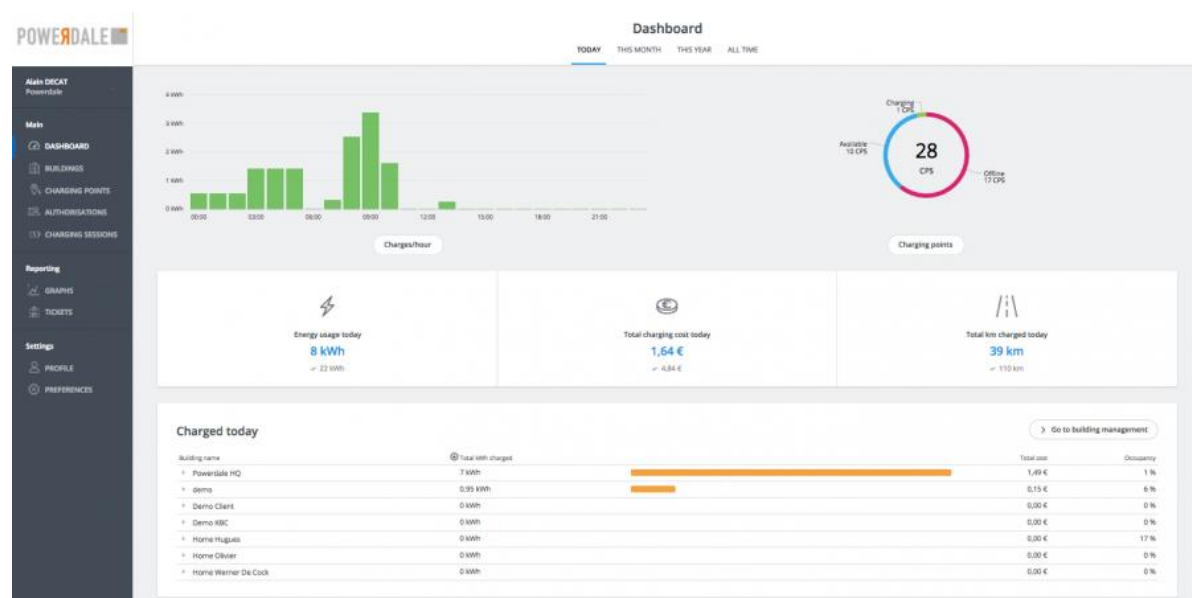 POWERDALE
Dashboard
TODAY THIS MONTH THIS YEAR ALL TIME
Alain DECAT
Powerdale
Main
DASHBOARD
BUILDINGS
CHARGING POINTS
AUTHORISATIONS
CHARGING SESSIONS
Reporting
GRAPHS
TICKETS
Settings
PROFILE
PREFERENCES
4 kWh
3 kWh
2 kWh
1 kWh
0 kWh
00:00 03:00 06:00 09:00 12:00 15:00 18:00 21:00
Charges/hour
Charging
1 CPS
Available
10 CPS
28
CPS
Offline
17 CPS
Charging points
Energy usage today
8 kWh
22 kWh
Total charging cost today
1,64 €
4,84 €
Total km charged today
39 km
110 km
Charged today
Go to building management
Building name Total kWh charged Total cost Occupancy
Powerdale HQ 7 kWh 1,49 € 1 %
demo 0,95 kWh 0,15 € 6 %
Demo Client 0 kWh 0,00 € 0 %
Demo KBC 0 kWh 0,00 € 0 %
Home Hugues 0 kWh 0,00 € 17 %
Home Olivier 0 kWh 0,00 € 0 %
Home Werner De Cock 0 kWh 0,00 € 0 %